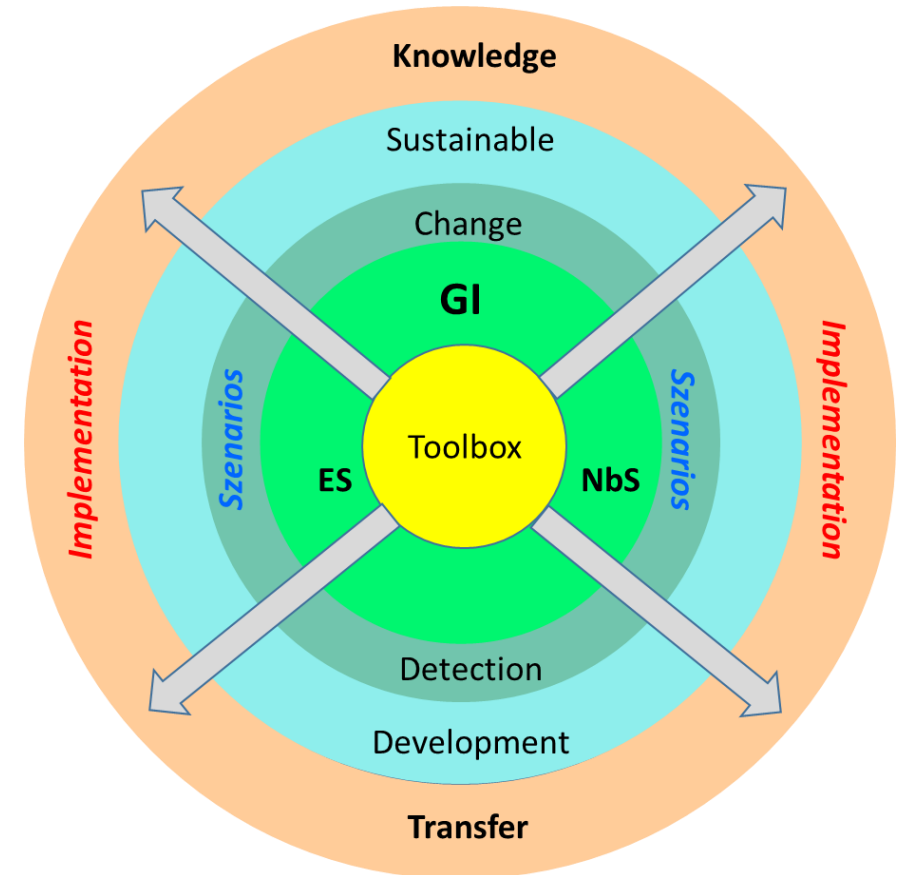 Knowledge
Sustainable
Change
GI
Implementation
Szenarios
Toolbox
ES
NbS
Szenarios
Implementation
Detection
Development
Transfer